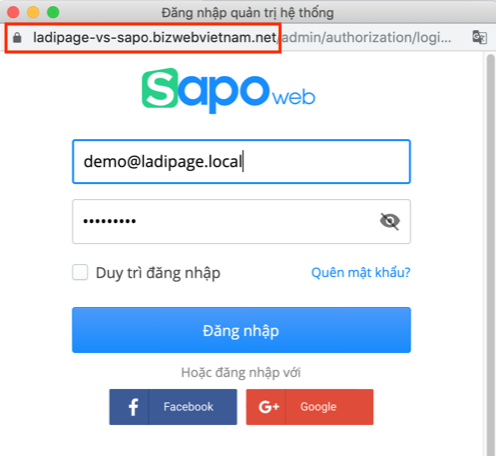 Đăng nhập quản trị hệ thống
ladipage-vs-sapo.bizwebvietnam.net/admin/authorization/logi...
Sapo web
demo@ladipage.local
•••••••••
Duy trì đăng nhập Quên mật khẩu?
Đăng nhập
Hoặc đăng nhập với
f Facebook G+ Google